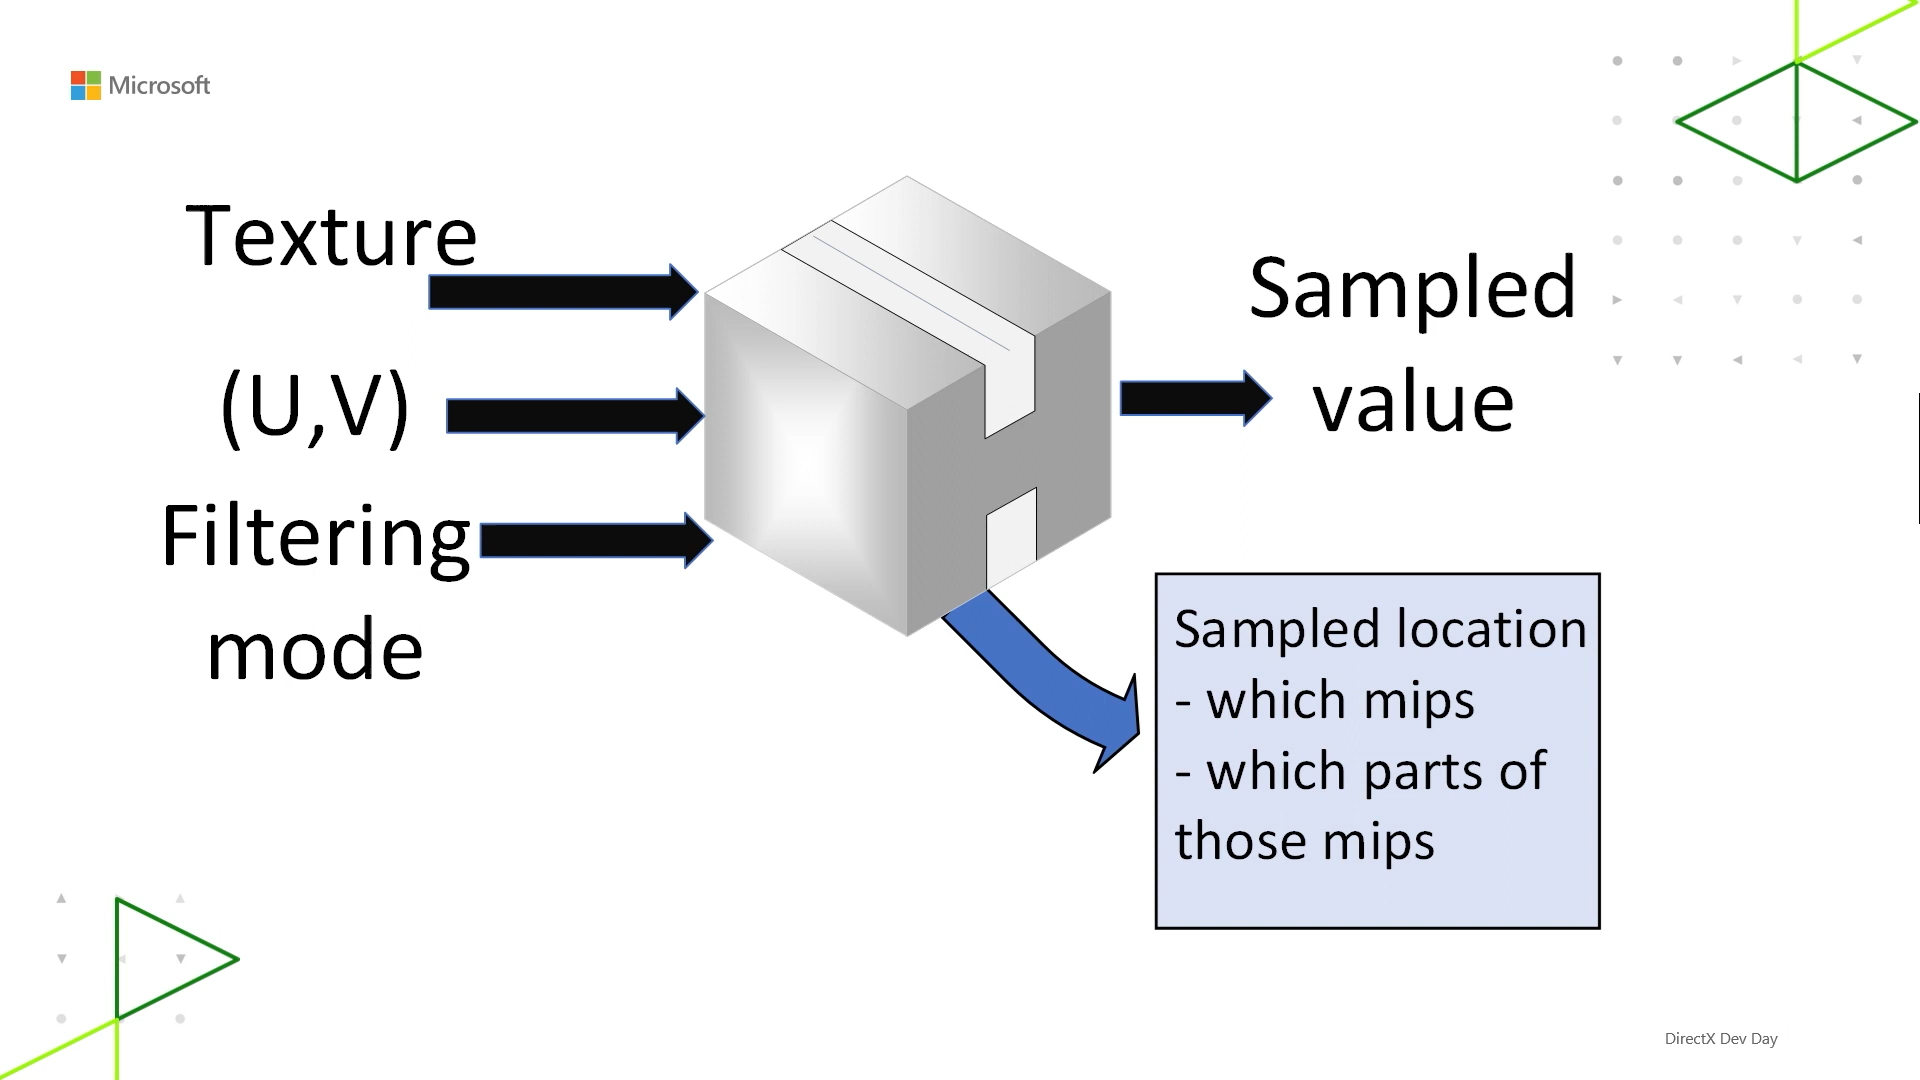 Microsoft
Texture
(U,V)
Filtering
mode
Sampled
value
Sampled location
- which mips
- which parts of
those mips
DirectX Dev Day